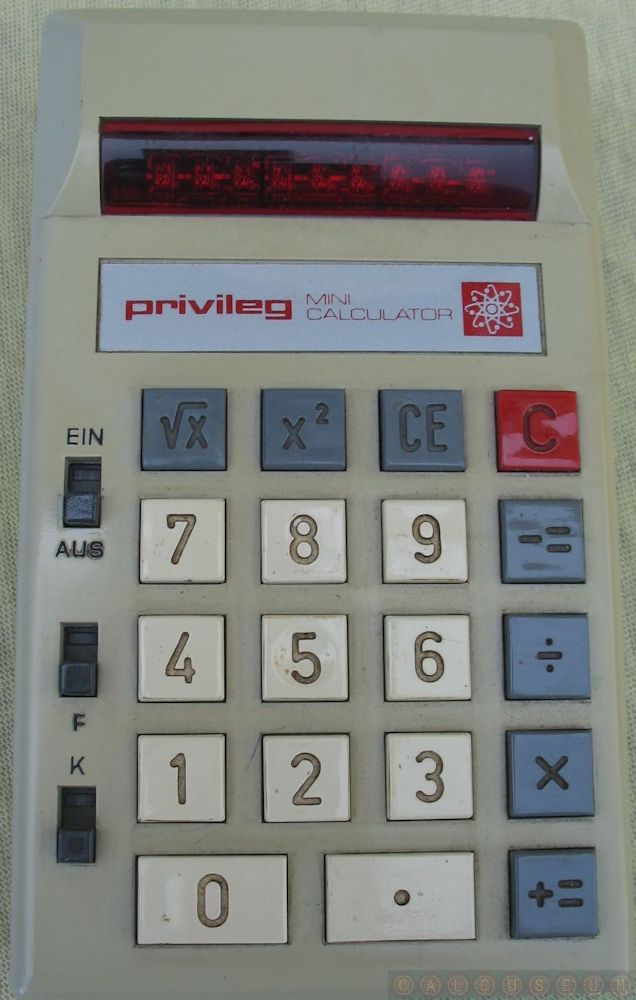 privileg MINI CALCULATOR
√x x² CE C
EIN
7 8 9 -=
AUS
4 5 6 ÷
F
K
1 2 3 ×
0 . +=
CALCUSEUM